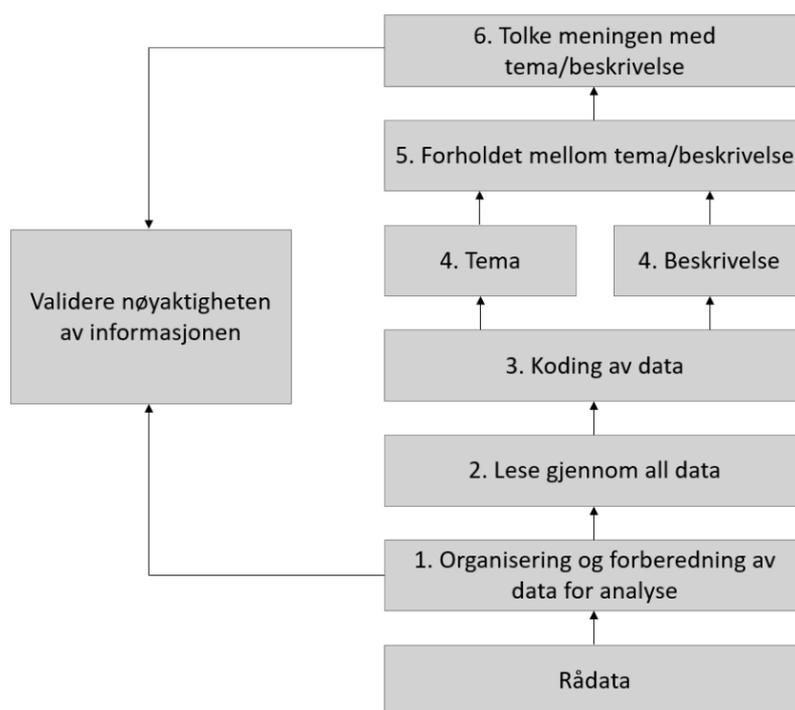 6. Tolke meningen med
tema/beskrivelse
5. Forholdet mellom tema/beskrivelse
4. Tema
4. Beskrivelse
Validere nøyaktigheten
av informasjonen
3. Koding av data
2. Lese gjennom all data
1. Organisering og forberedning av
data for analyse
Rådata